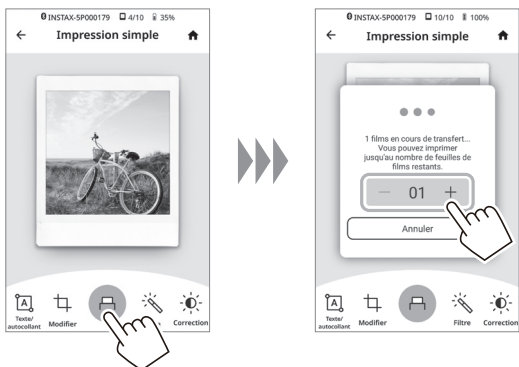 INSTAX-5P000179 4/10 35%
Impression simple
A
Texte/
autocollant
Modifier
Correction
INSTAX-5P000179 10/10 100%
Impression simple
1 films en cours de transfert...
Vous pouvez imprimer
jusqu'au nombre de feuilles de
films restants.
01
Annuler
A
Texte/
autocollant
Modifier
Filtre
Correction